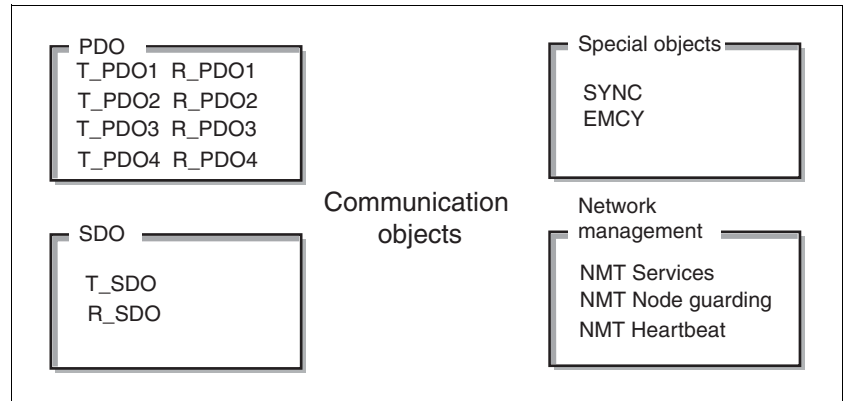 PDO
T_PDO1 R_PDO1
T_PDO2 R_PDO2
T_PDO3 R_PDO3
T_PDO4 R_PDO4
Special objects
SYNC
EMCY
Communication
objects
SDO
T_SDO
R_SDO
Network
management
NMT Services
NMT Node guarding
NMT Heartbeat